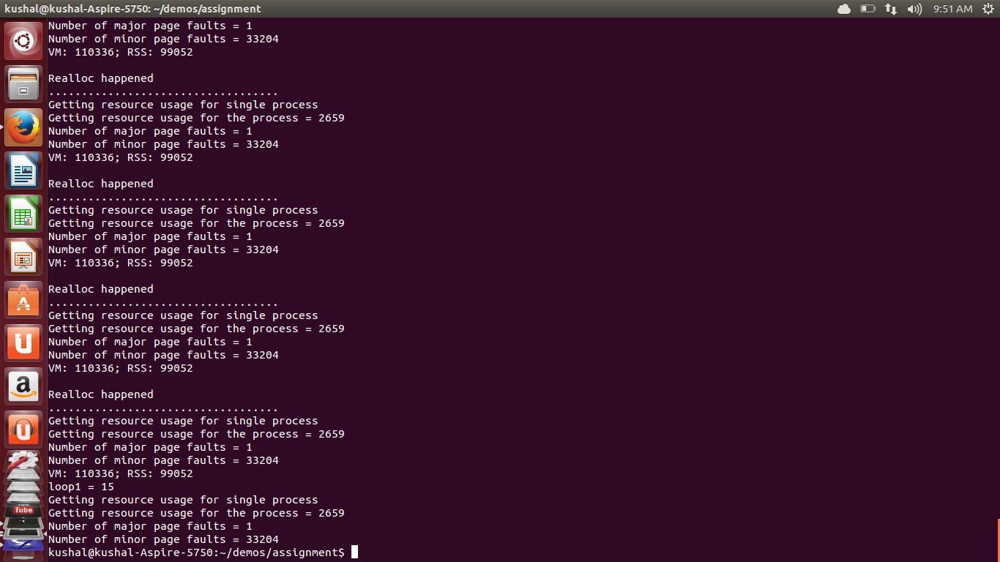 kushal@kushal-Aspire-5750: ~/demos/assignment
9:51 AM
Number of major page faults = 1
Number of minor page faults = 33204
VM: 110336; RSS: 99052
Realloc happened
...................................
Getting resource usage for single process
Getting resource usage for the process = 2659
Number of major page faults = 1
Number of minor page faults = 33204
VM: 110336; RSS: 99052
Realloc happened
...................................
Getting resource usage for single process
Getting resource usage for the process = 2659
Number of major page faults = 1
Number of minor page faults = 33204
VM: 110336; RSS: 99052
Realloc happened
...................................
Getting resource usage for single process
Getting resource usage for the process = 2659
Number of major page faults = 1
Number of minor page faults = 33204
VM: 110336; RSS: 99052
Realloc happened
...................................
Getting resource usage for single process
Getting resource usage for the process = 2659
Number of major page faults = 1
Number of minor page faults = 33204
VM: 110336; RSS: 99052
loop1 = 15
Getting resource usage for single process
Getting resource usage for the process = 2659
Number of major page faults = 1
Number of minor page faults = 33204
kushal@kushal-Aspire-5750:~/demos/assignment$
A
U
a
U
You
Tube